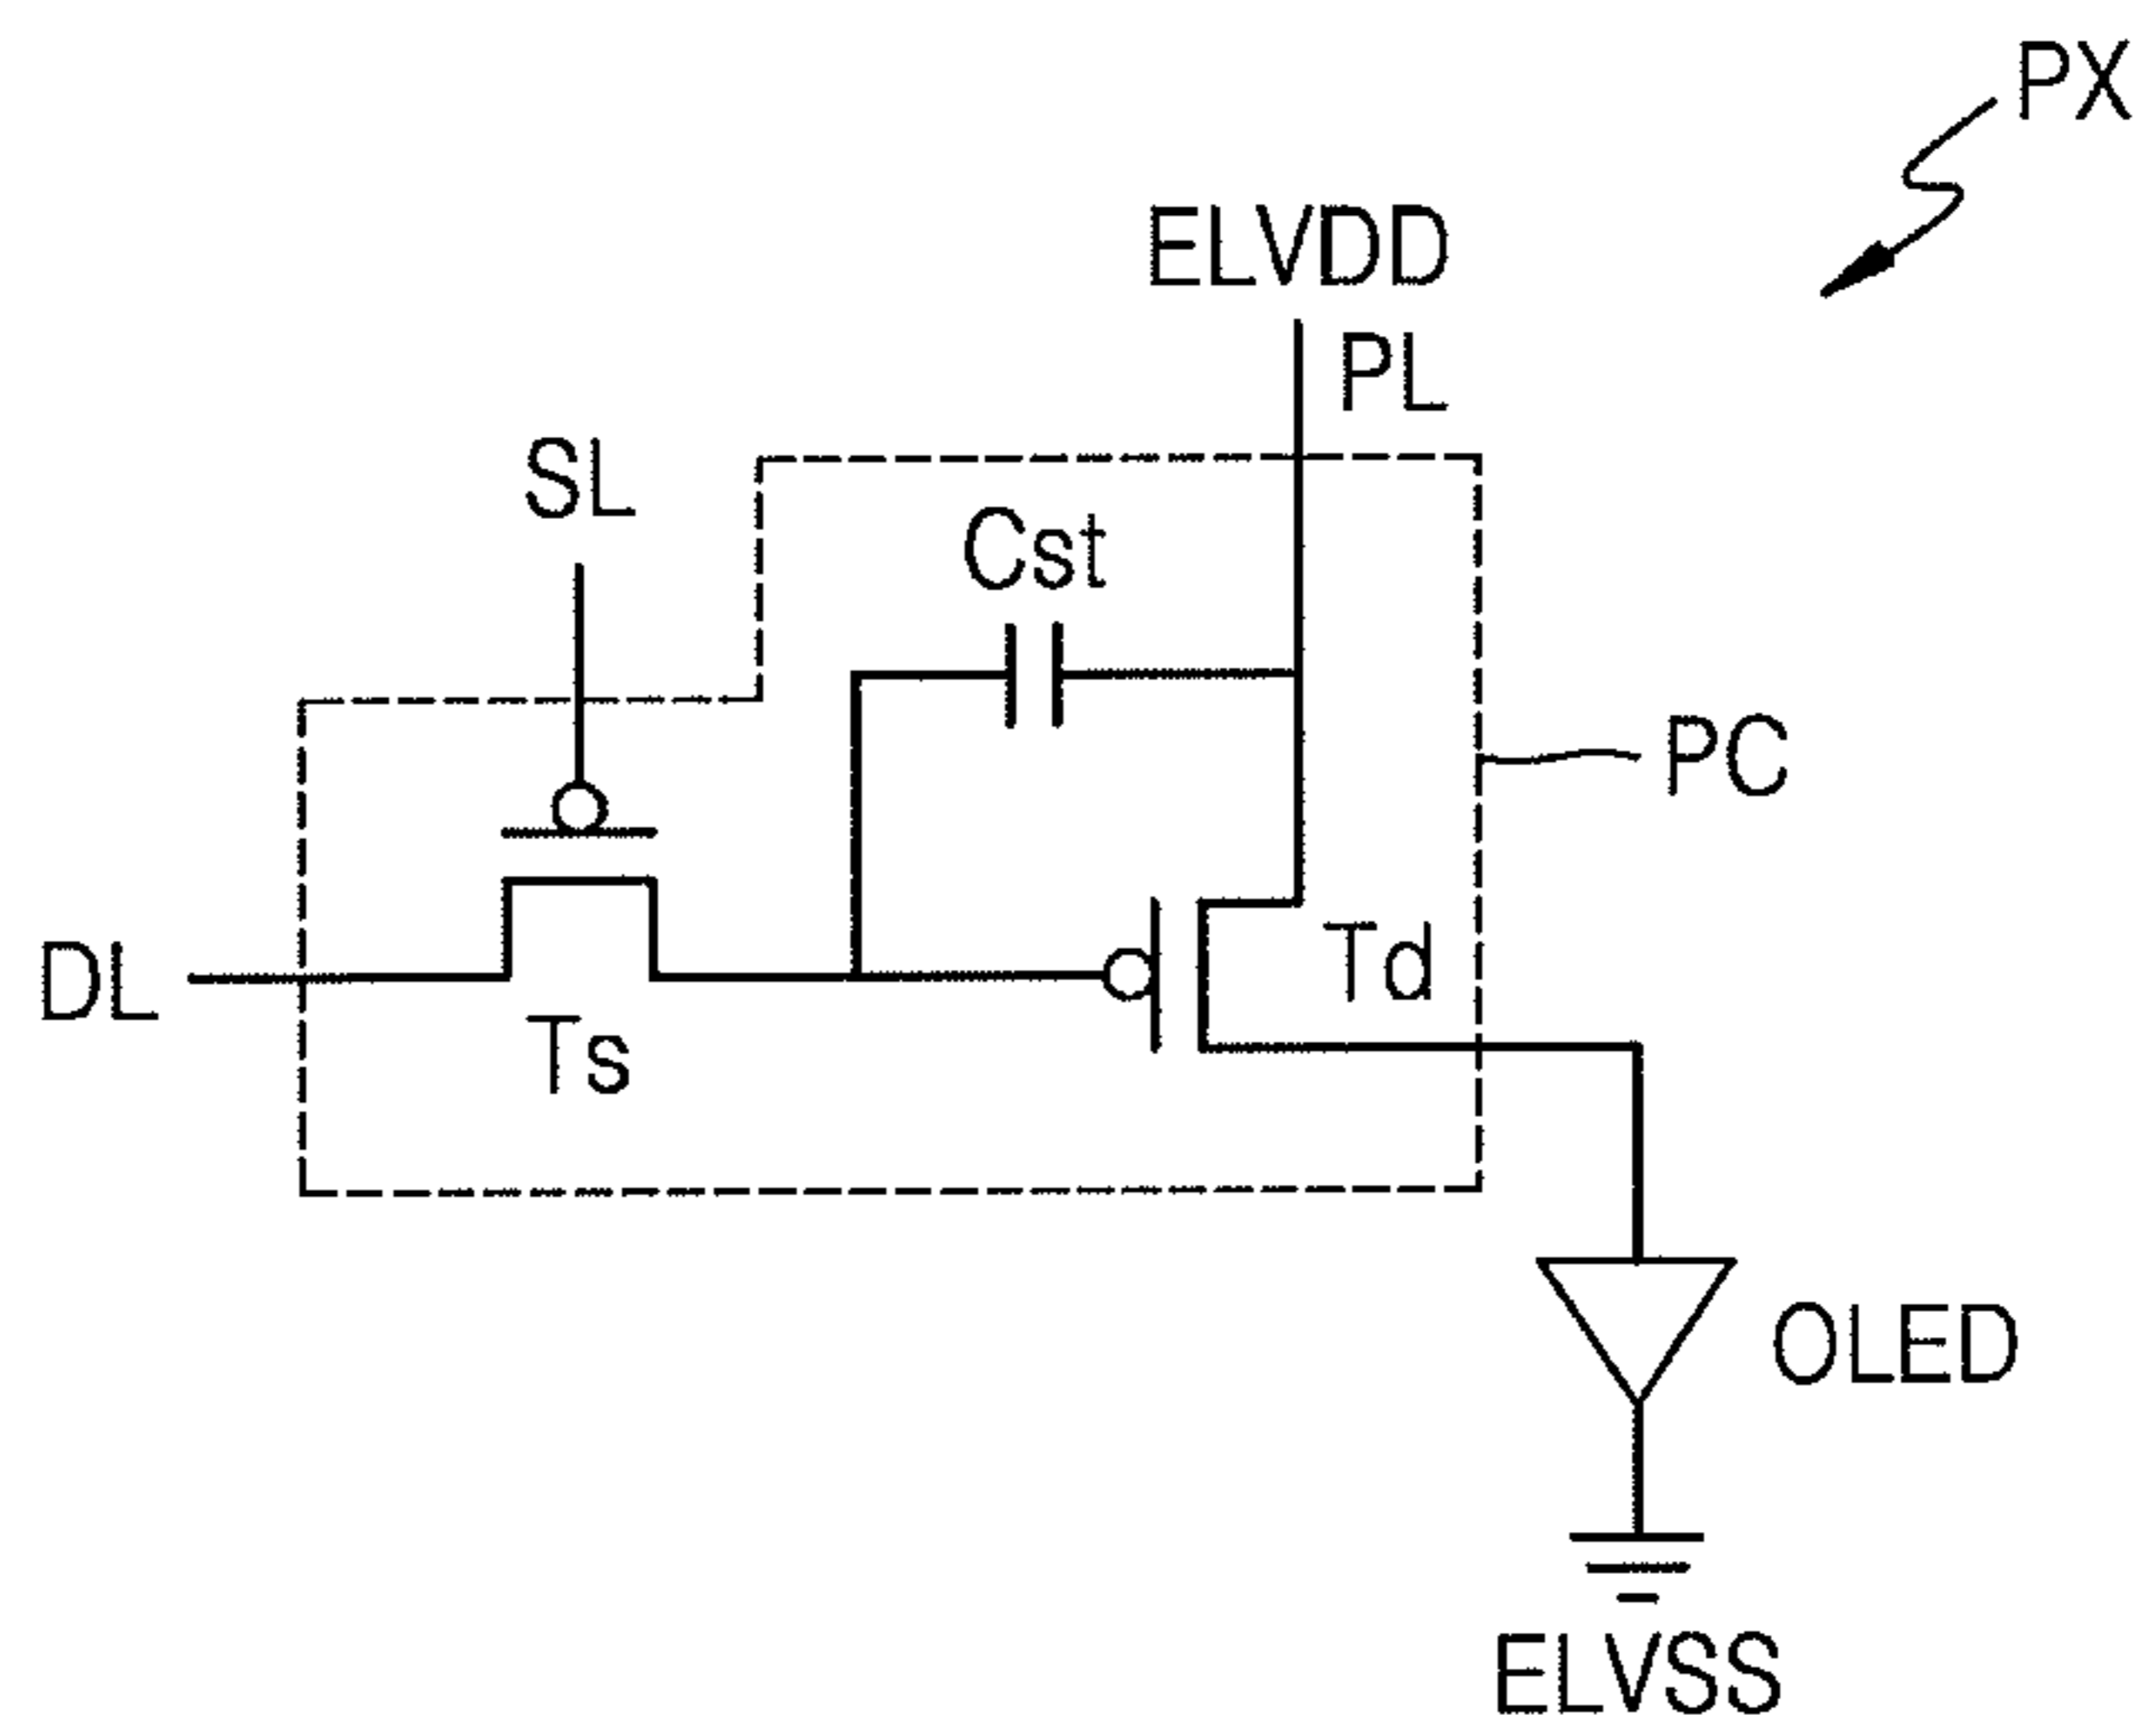 PX
ELVDD
PL
SL
Cst
PC
Td
DL
Ts
OLED
ELVSS